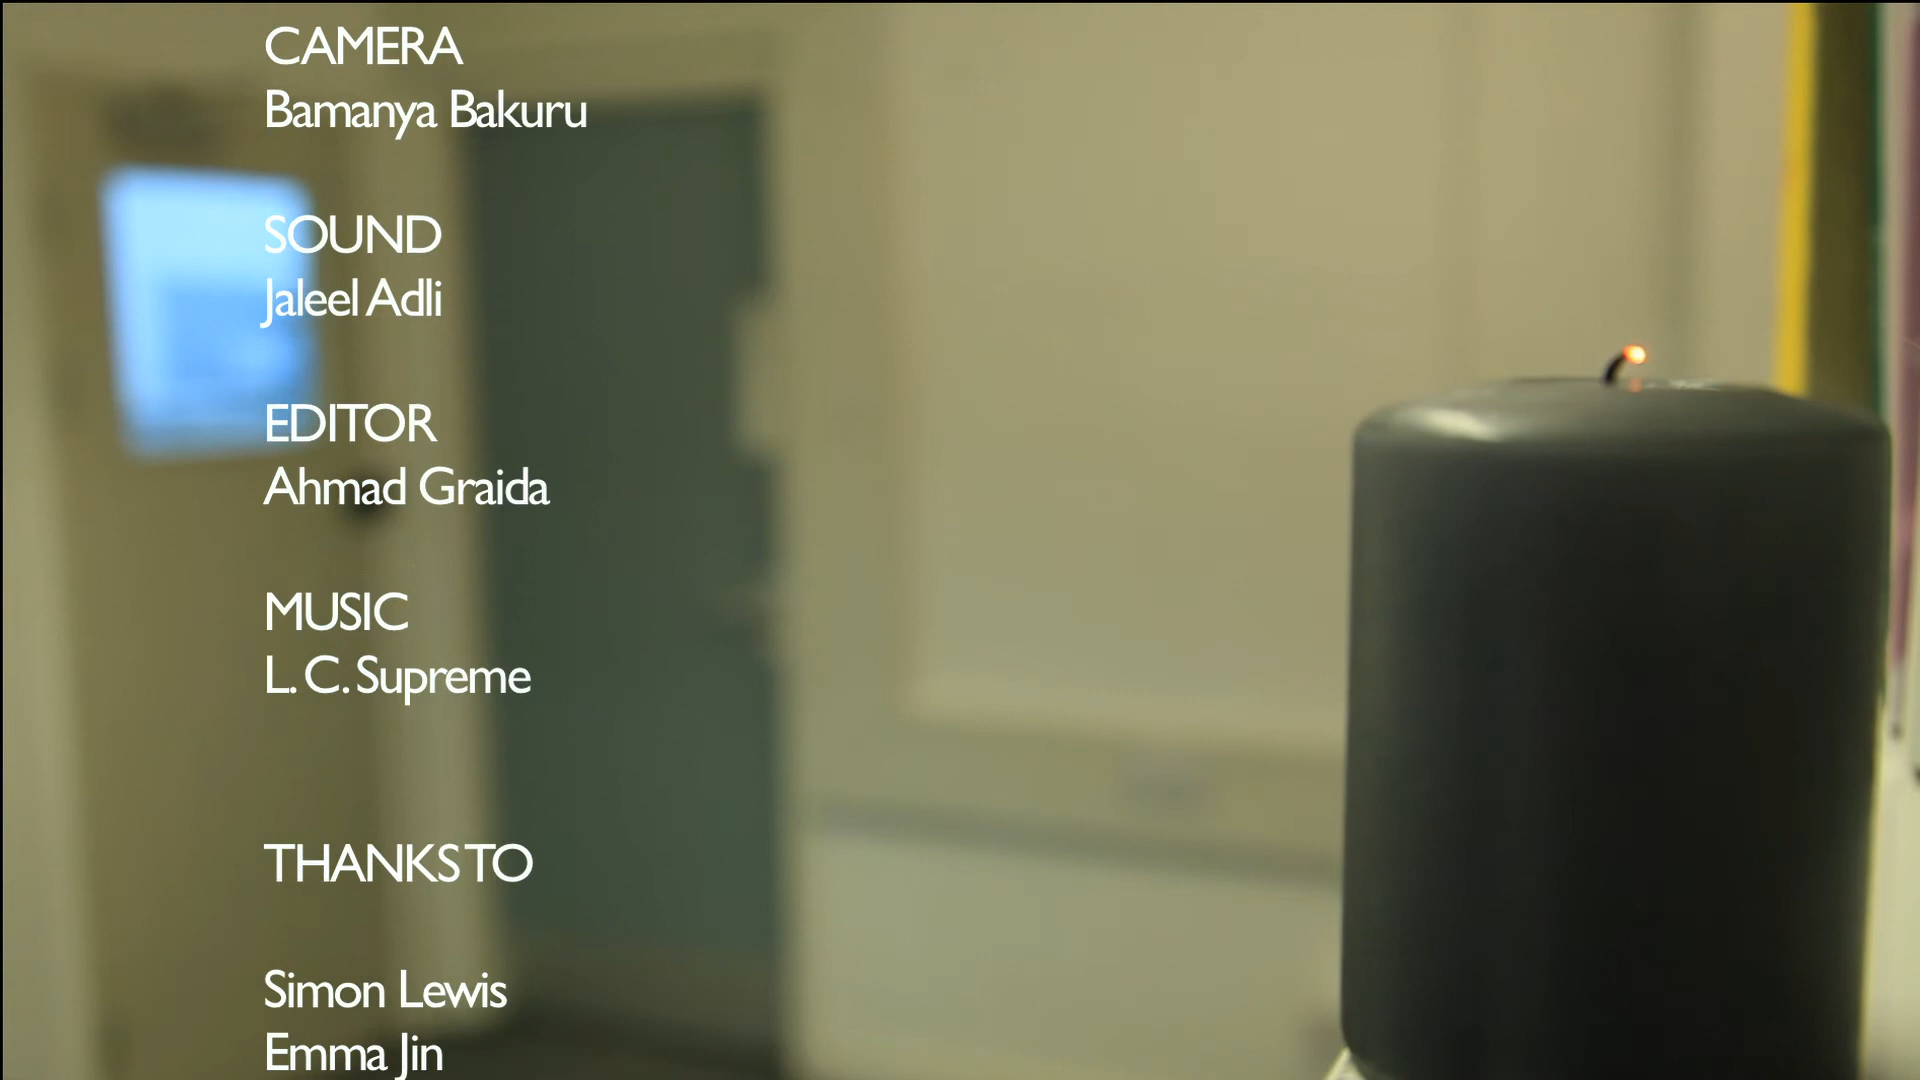 CAMERA
Bamanya Bakuru
SOUND
Jaleel Adli
EDITOR
Ahmad Graida
MUSIC
L. C. Supreme
THANKS TO
Simon Lewis
Emma Jin